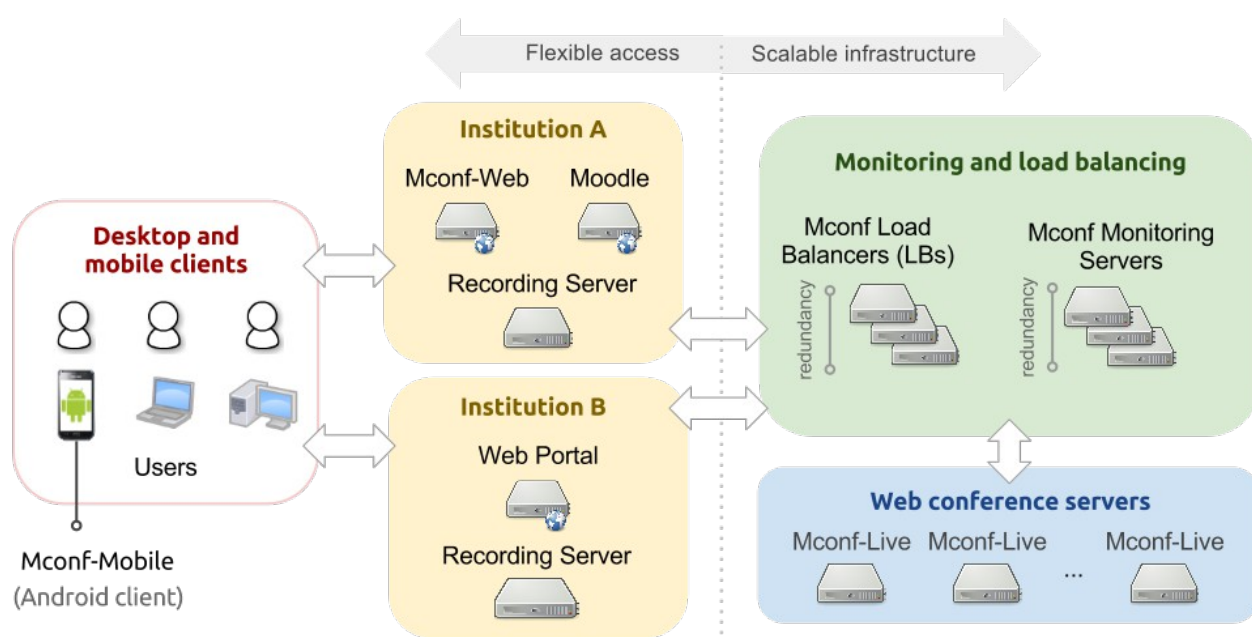 Flexible access
Scalable infrastructure
Desktop and
mobile clients
Users
Mconf-Mobile
(Android client)
Institution A
Mconf-Web
Moodle
Recording Server
Institution B
Web Portal
Recording Server
Monitoring and load balancing
Mconf Load
Balancers (LBs)
redundancy
Mconf Monitoring
Servers
redundancy
Web conference servers
Mconf-Live
Mconf-Live
...
Mconf-Live